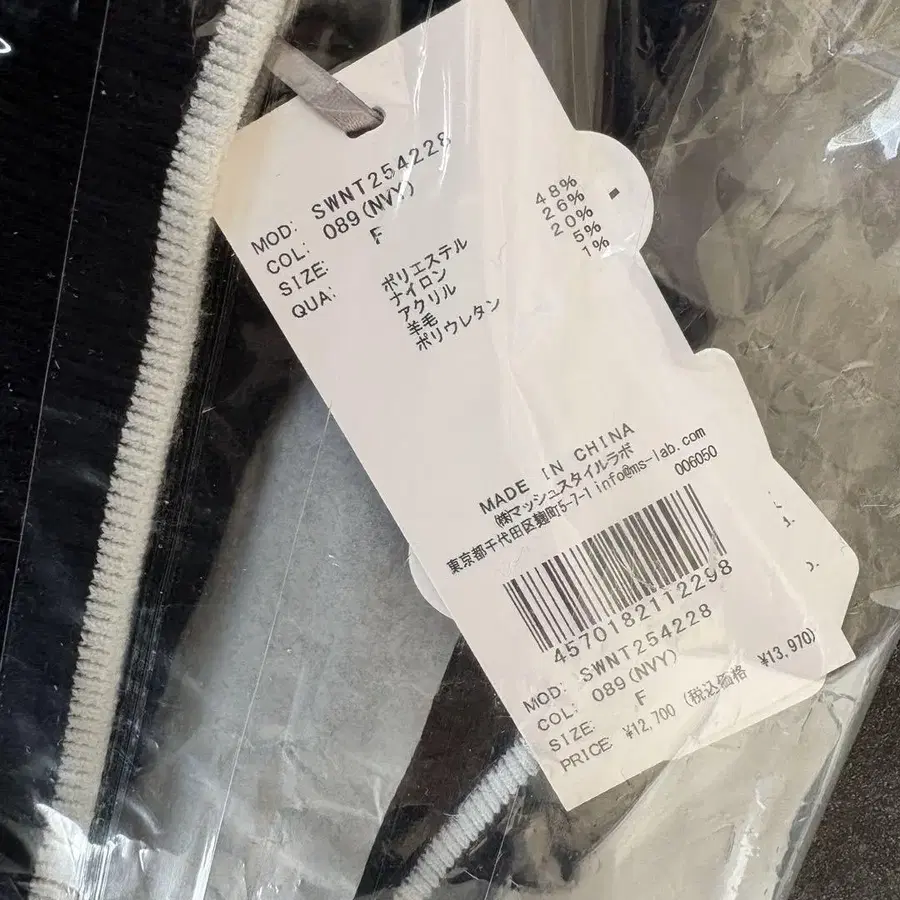 MOD: SWNT254228
COL: 089(NVY)
SIZE: F
QUA: ポリエステル 48%
ナイロン 26%
アクリル 20%
羊毛 5%
ポリウレタン 1%
MADE IN CHINA
㈱マッシュスタイルラボ
東京都千代田区麹町5-7-1 info@ms-lab.com
006050
4570182112298
MOD: SWNT254228
COL: 089(NVY)
SIZE: F
PRICE: ¥12,700 (税込価格 ¥13,970)